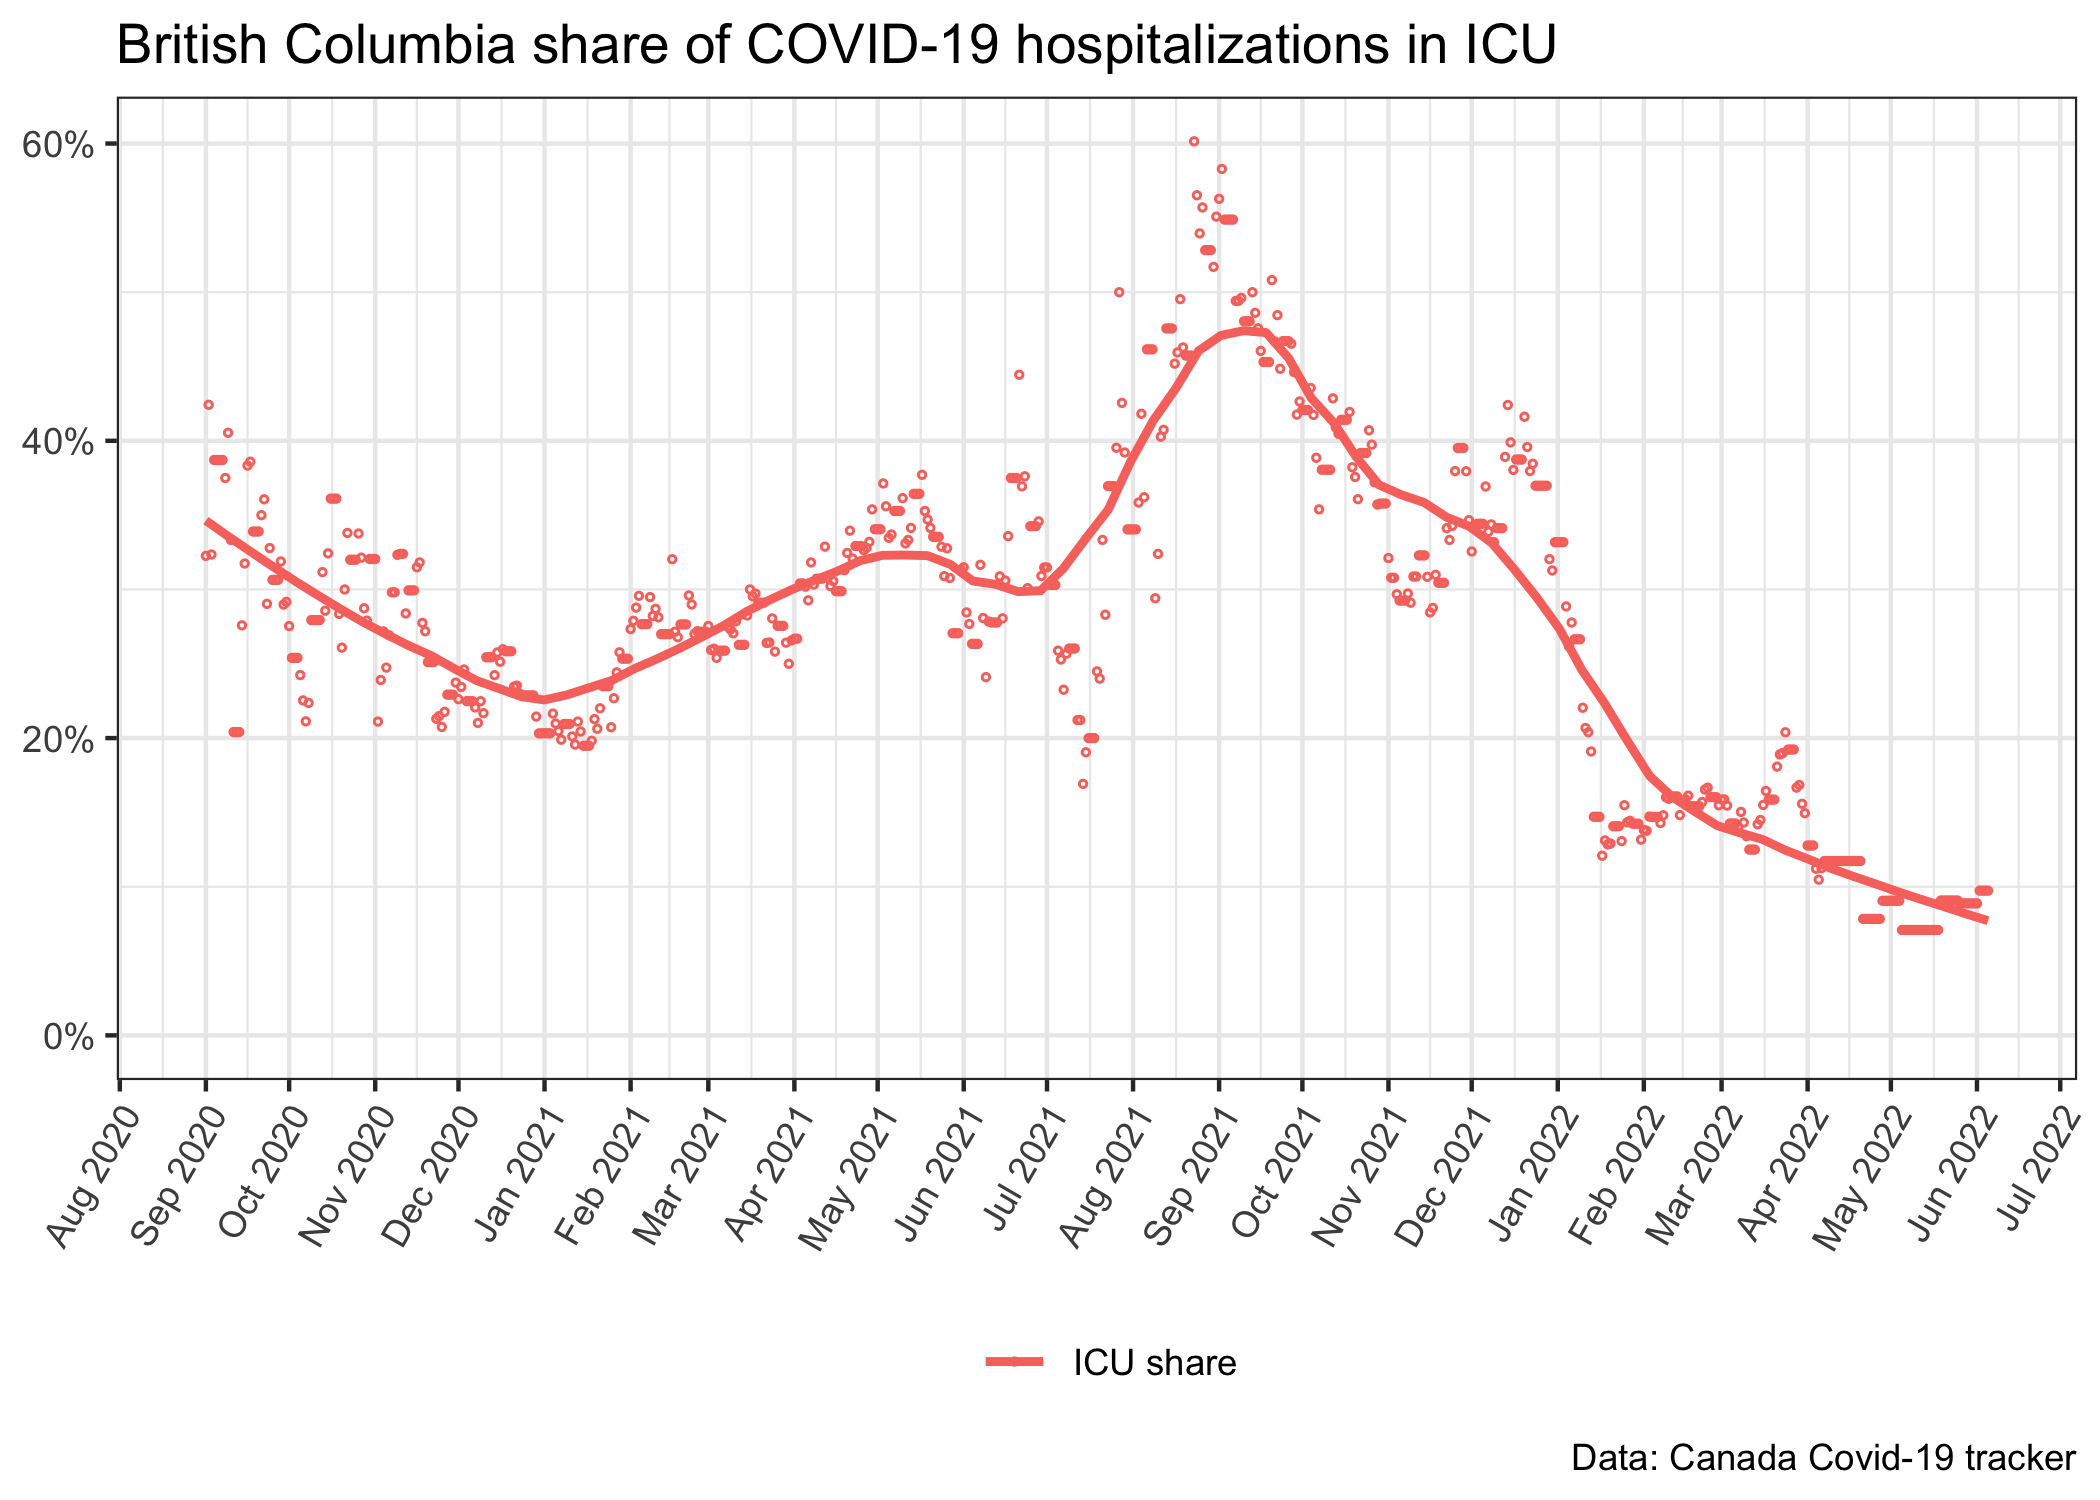 British Columbia share of COVID-19 hospitalizations in ICU
60%
40%
20%
0%
Aug 2020
Sep 2020
Oct 2020
Nov 2020
Dec 2020
Jan 2021
Feb 2021
Mar 2021
Apr 2021
May 2021
Jun 2021
Jul 2021
Aug 2021
Sep 2021
Oct 2021
Nov 2021
Dec 2021
Jan 2022
Feb 2022
Mar 2022
Apr 2022
May 2022
Jun 2022
Jul 2022
ICU share
Data: Canada Covid-19 tracker